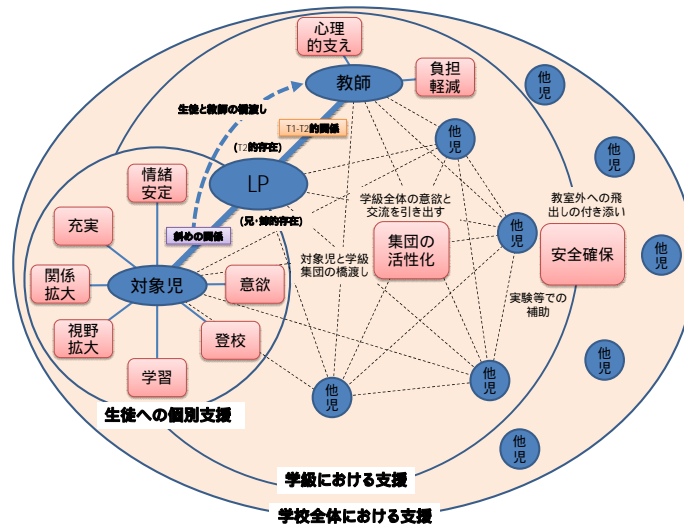 心理
的支え
教師
負担
軽減
他
児
生徒と教師の橋渡し
T1-T2的関係
(T2的存在)
他
児
他
児
LP
情緒
安定
学級全体の意欲と
交流を引き出す
教室外への飛
出しの付き添い
(兄・姉的存在)
充実
斜めの関係
他
児
集団の
活性化
安全確保
他
児
対象児と学級
集団の橋渡し
関係
拡大
対象児
意欲
実験等での
補助
視野
拡大
登校
他
児
学習
他
児
他
児
生徒への個別支援
他
児
学級における支援
学校全体における支援